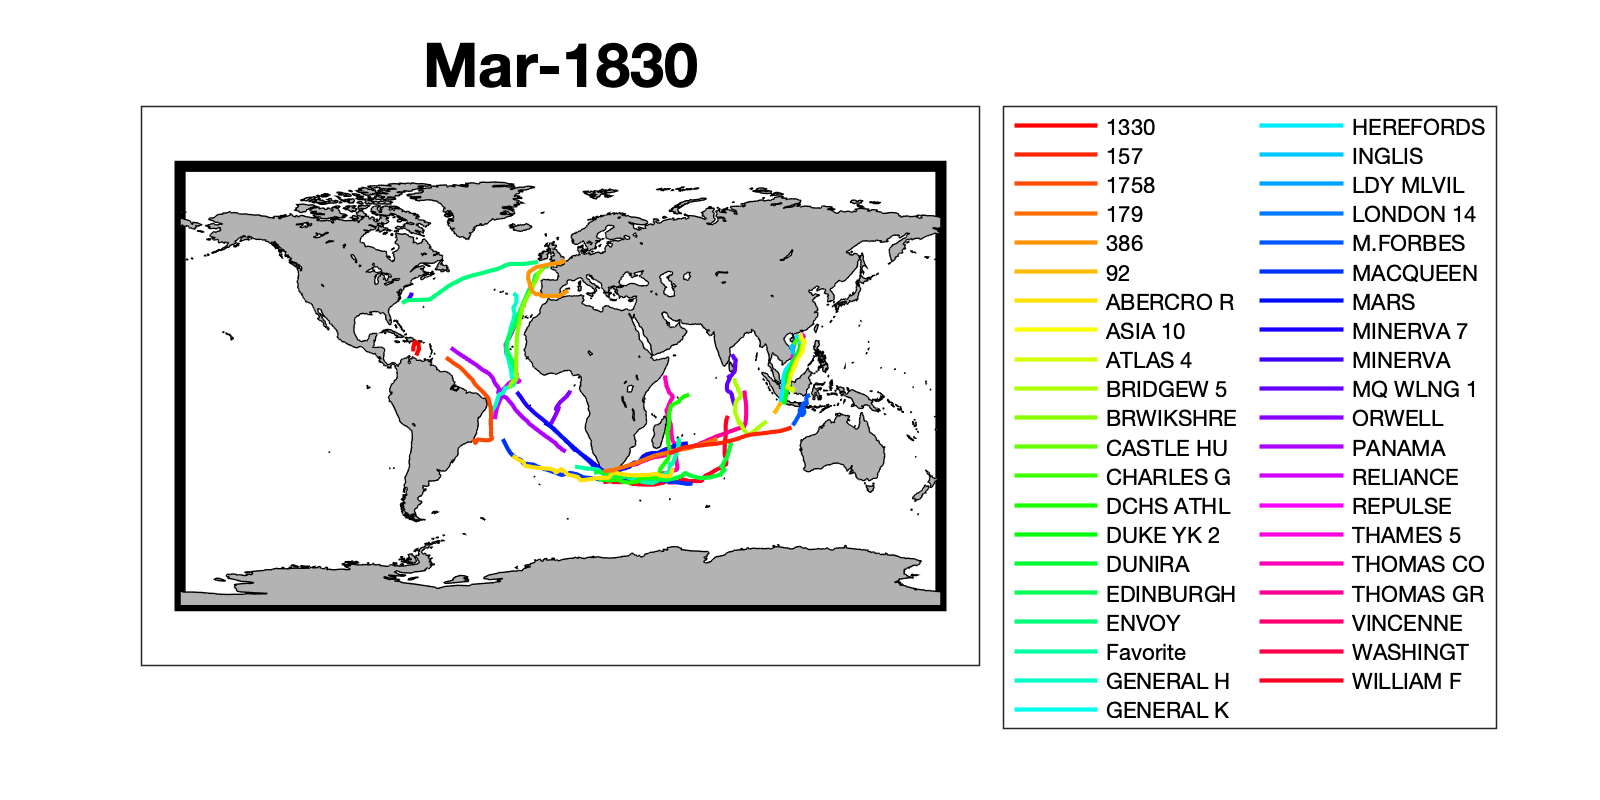 Mar-1830
1330
157
1758
179
386
92
ABERCRO R
ASIA 10
ATLAS 4
BRIDGEW 5
BRWIKSHRE
CASTLE HU
CHARLES G
DCHS ATHL
DUKE YK 2
DUNIRA
EDINBURGH
ENVOY
Favorite
GENERAL H
GENERAL K
HEREFORDS
INGLIS
LDY MLVIL
LONDON 14
M.FORBES
MACQUEEN
MARS
MINERVA 7
MINERVA
MQ WLNG 1
ORWELL
PANAMA
RELIANCE
REPULSE
THAMES 5
THOMAS CO
THOMAS GR
VINCENNE
WASHINGT
WILLIAM F